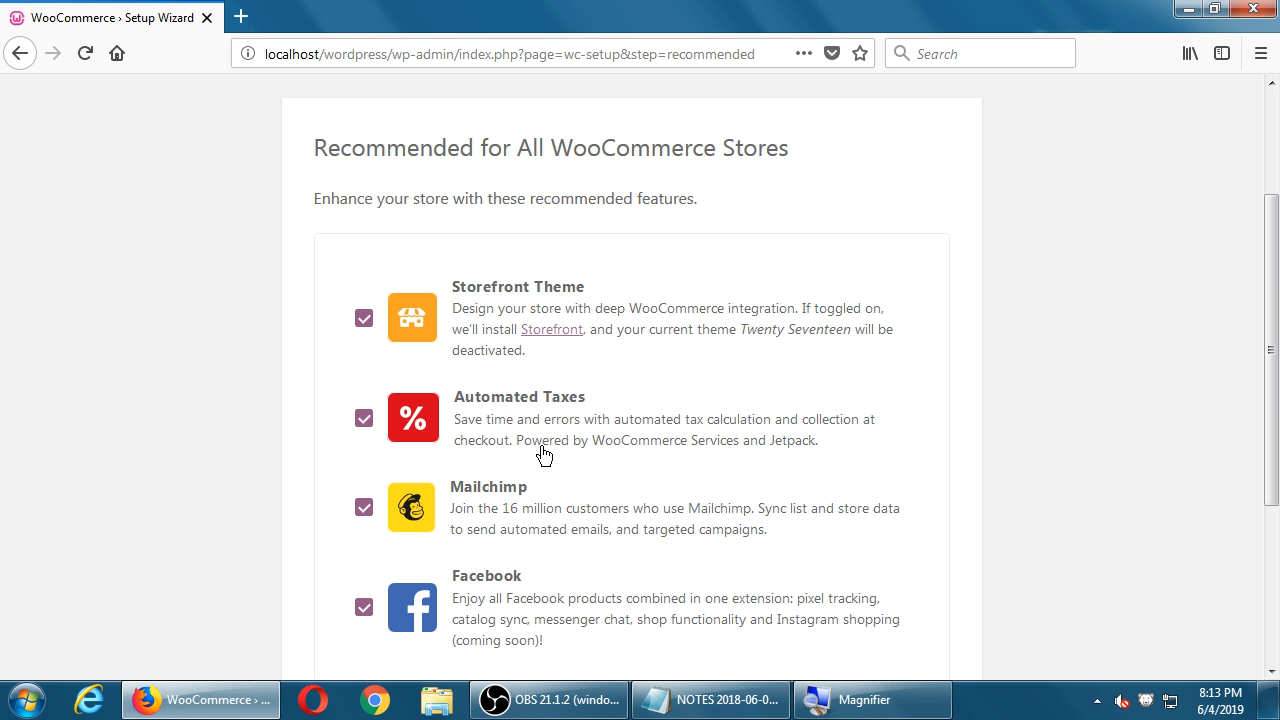 WooCommerce › Setup Wizard
localhost/wordpress/wp-admin/index.php?page=wc-setup&step=recommended
Search
Recommended for All WooCommerce Stores
Enhance your store with these recommended features.
Storefront Theme
Design your store with deep WooCommerce integration. If toggled on,
we'll install Storefront, and your current theme Twenty Seventeen will be
deactivated.
%
Automated Taxes
Save time and errors with automated tax calculation and collection at
checkout. Powered by WooCommerce Services and Jetpack.
Mailchimp
Join the 16 million customers who use Mailchimp. Sync list and store data
to send automated emails, and targeted campaigns.
Facebook
Enjoy all Facebook products combined in one extension: pixel tracking,
catalog sync, messenger chat, shop functionality and Instagram shopping
(coming soon)!
WooCommerce › ...
OBS 21.1.2 (windo...
NOTES 2018-06-0...
Magnifier
8:13 PM
6/4/2019